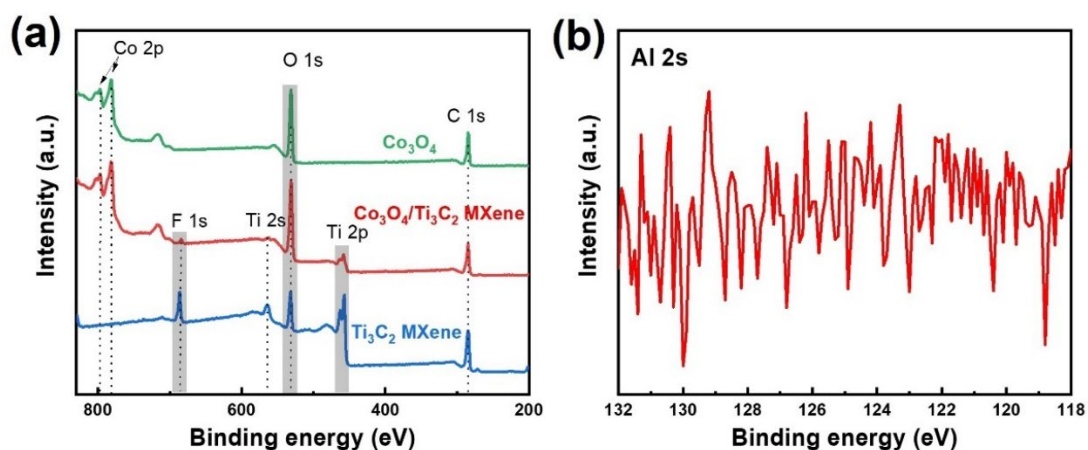 (a)
Co 2p
O 1s
C 1s
Co₃O₄
Co₃O₄/Ti₃C₂ MXene
F 1s
Ti 2s
Ti 2p
Ti₃C₂ MXene
Intensity (a.u.)
800 600 400 200
Binding energy (eV)
(b)
Al 2s
Intensity (a.u.)
132 130 128 126 124 122 120 118
Binding energy (eV)